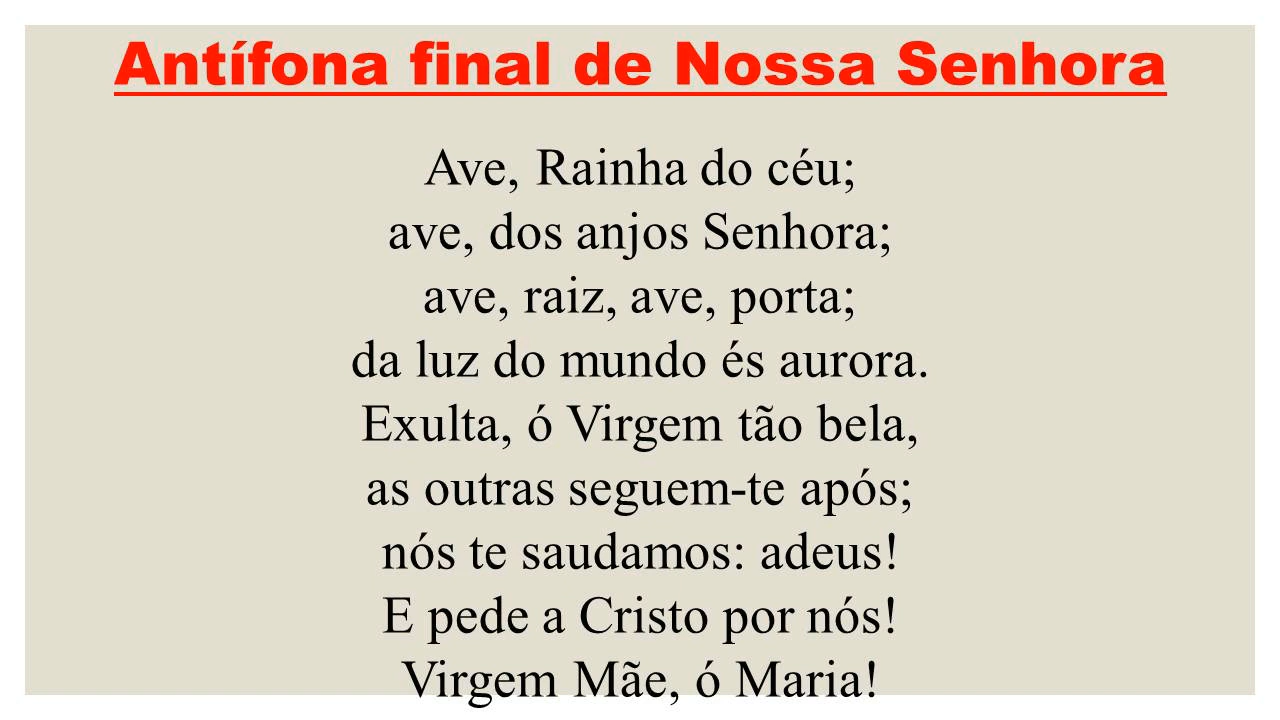 Antífona final de Nossa Senhora
Ave, Rainha do céu;
ave, dos anjos Senhora;
ave, raiz, ave, porta;
da luz do mundo és aurora.
Exulta, ó Virgem tão bela,
as outras seguem-te após;
nós te saudamos: adeus!
E pede a Cristo por nós!
Virgem Mãe, ó Maria!